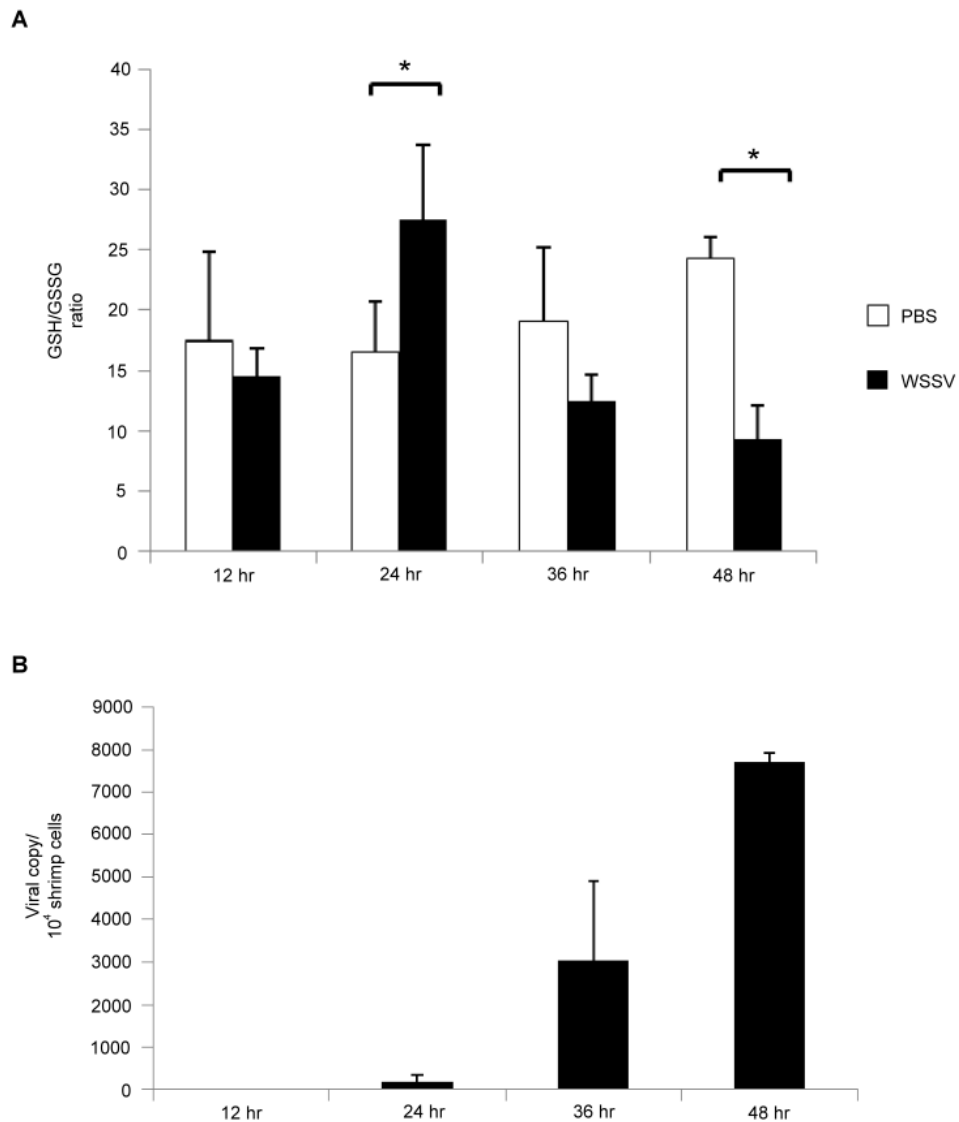 A
40
35
30
25
20
15
10
5
0
GSH/GSSG
ratio
*
*
12 hr
24 hr
36 hr
48 hr
PBS
WSSV
B
9000
8000
7000
6000
5000
4000
3000
2000
1000
0
Viral copy/
10⁴ shrimp cells
12 hr
24 hr
36 hr
48 hr